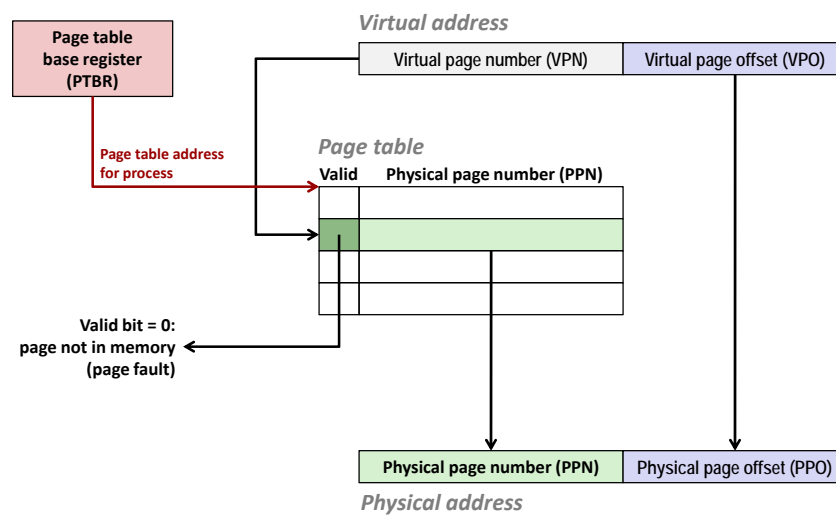 Virtual address
Page table
base register
(PTBR)
Virtual page number (VPN)
Virtual page offset (VPO)
Page table address
for process
Page table
Valid
Physical page number (PPN)
Valid bit = 0:
page not in memory
(page fault)
Physical page number (PPN)
Physical page offset (PPO)
Physical address